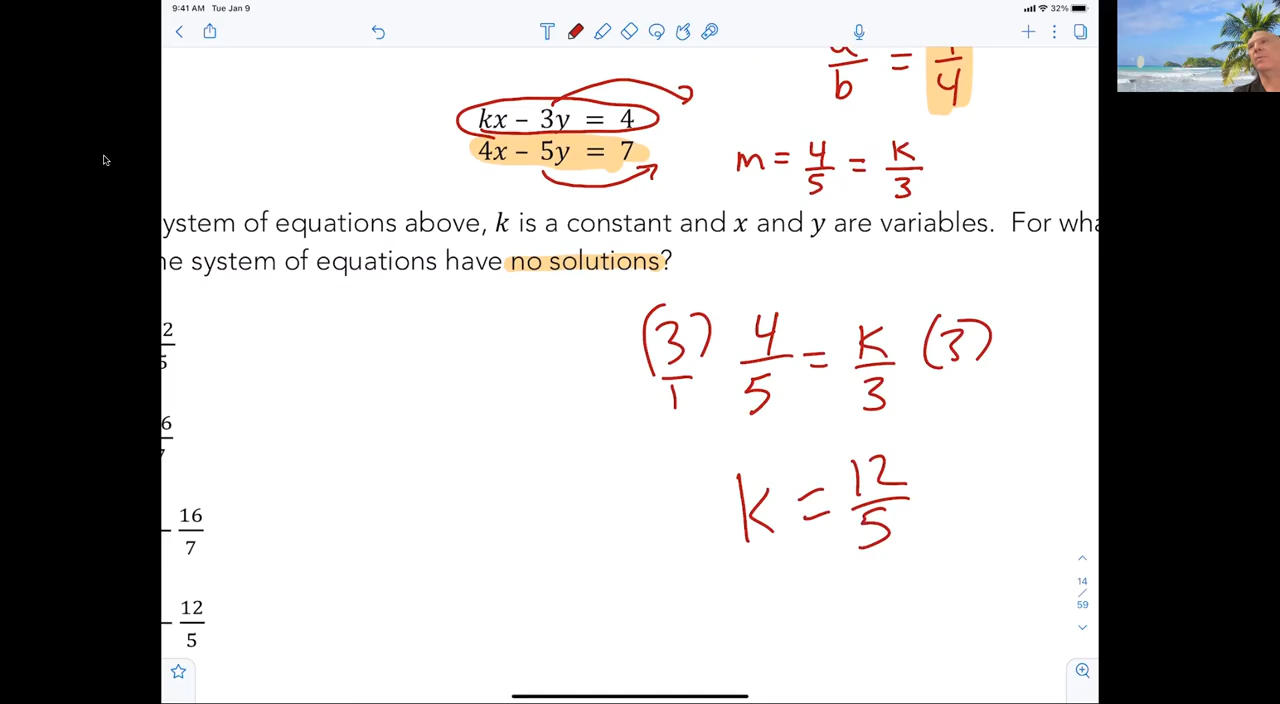 9:41 AM Tue Jan 9
32%
b = 4
kx – 3y = 4
4x – 5y = 7
m = 4/5 = K/3
ystem of equations above, k is a constant and x and y are variables. For wha
he system of equations have no solutions?
(3)/1 4/5 = K/3 (3)
2
6
K = 12/5
– 16/7
– 12/5
14
/
59